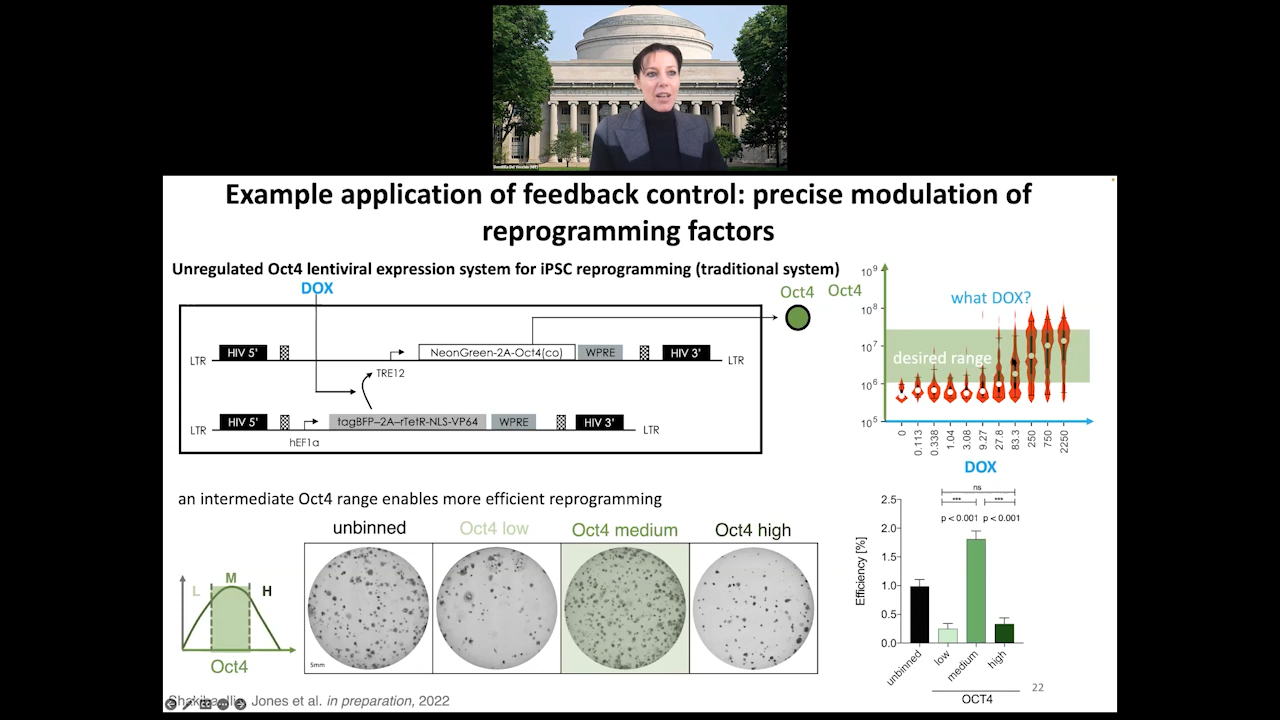 Example application of feedback control: precise modulation of
reprogramming factors
Unregulated Oct4 lentiviral expression system for iPSC reprogramming (traditional system)
DOX
Oct4
LTR
HIV 5'
NeonGreen-2A-Oct4(co)
WPRE
HIV 3'
LTR
TRE12
LTR
HIV 5'
tagBFP–2A–rTetR-NLS-VP64
WPRE
HIV 3'
LTR
hEF1a
Oct4
10⁹
10⁸
10⁷
10⁶
10⁵
what DOX?
desired range
0
0.113
0.338
1.04
3.08
9.27
27.8
83.3
250
750
2250
DOX
an intermediate Oct4 range enables more efficient reprogramming
unbinned
Oct4 low
Oct4 medium
Oct4 high
L
M
H
Oct4
5mm
ns
*** ***
p < 0.001 p < 0.001
Efficiency [%]
2.5
2.0
1.5
1.0
0.5
0.0
unbinned
low
medium
high
OCT4
22
Jones et al. in preparation, 2022